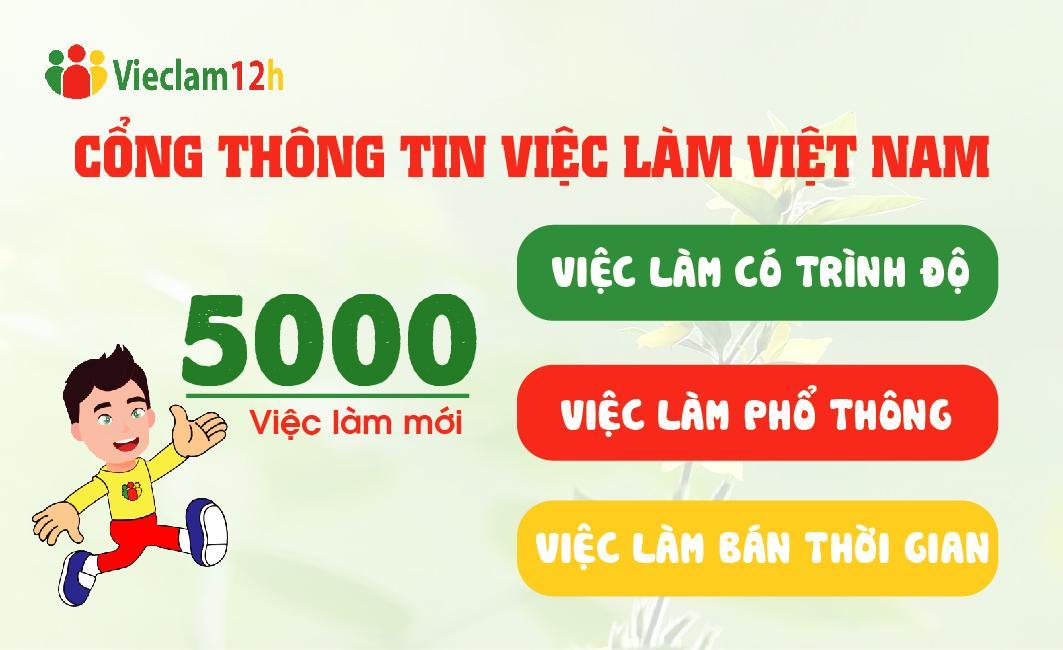 Vieclam12h
CỔNG THÔNG TIN VIỆC LÀM VIỆT NAM
5000
Việc làm mới
VIỆC LÀM CÓ TRÌNH ĐỘ
VIỆC LÀM PHỔ THÔNG
VIỆC LÀM BÁN THỜI GIAN